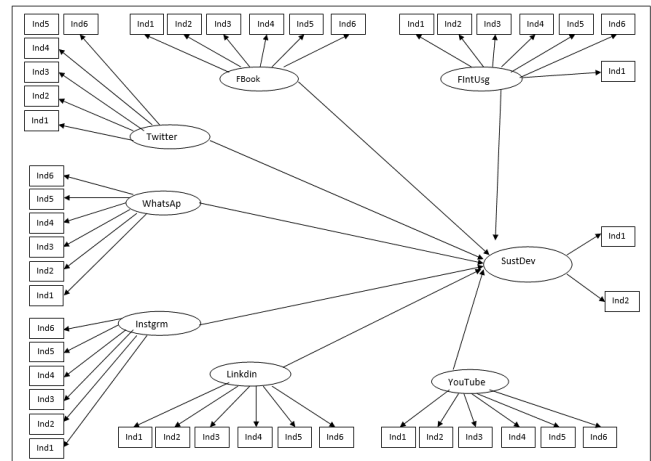 Ind5 Ind6 Ind1 Ind2 Ind3 Ind4 Ind5 Ind6 Ind1 Ind2 Ind3 Ind4 Ind5 Ind6
Ind4
Ind3
Ind2
Ind1
FBook
FIntUsg
Ind1
Twitter
Ind6
Ind5
Ind4
Ind3
Ind2
Ind1
WhatsAp
SustDev
Ind1
Ind2
Ind6
Ind5
Ind4
Ind3
Ind2
Ind1
Instgrm
Linkdin
YouTube
Ind1 Ind2 Ind3 Ind4 Ind5 Ind6 Ind1 Ind2 Ind3 Ind4 Ind5 Ind6